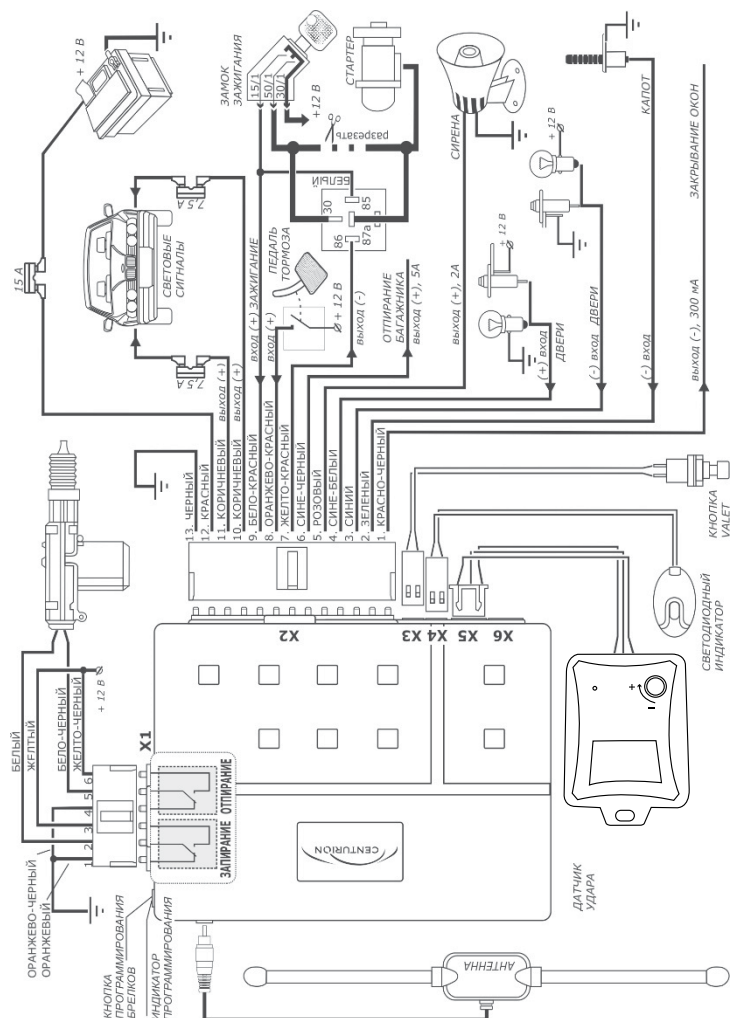 + 12 В
15 А
СВЕТОВЫЕ
СИГНАЛЫ
7,5 А
7,5 А
ЗАМОК
ЗАЖИГАНИЯ
15/1
50/1
30/1
+12 В
СТАРТЕР
разрезать
БЕЛЫЙ
30
85
86
87а
ПЕДАЛЬ
ТОРМОЗА
+ 12 В
СИРЕНА
КАПОТ
ЗАКРЫВАНИЕ ОКОН
+ 12 В
+ 12 В
ОТПИРАНИЕ
БАГАЖНИКА
ДВЕРИ
ДВЕРИ
13. ЧЕРНЫЙ
12. КРАСНЫЙ
11. КОРИЧНЕВЫЙ выход (+)
10. КОРИЧНЕВЫЙ выход (+)
9. БЕЛО-КРАСНЫЙ вход (+) ЗАЖИГАНИЕ
8. ОРАНЖЕВО-КРАСНЫЙ вход (+)
7. ЖЕЛТО-КРАСНЫЙ
6. СИНЕ-ЧЕРНЫЙ выход (-)
5. РОЗОВЫЙ выход (+), 5А
4. СИНЕ-БЕЛЫЙ выход (+), 2А
3. СИНИЙ (+) вход
2. ЗЕЛЕНЫЙ (-) вход
1. КРАСНО-ЧЕРНЫЙ (-) вход
выход (-), 300 мА
X2
X3
X4
X5
X6
КНОПКА
VALET
СВЕТОДИОДНЫЙ
ИНДИКАТОР
+
-
ДАТЧИК
УДАРА
БЕЛЫЙ
ЖЕЛТЫЙ
БЕЛО-ЧЕРНЫЙ
ЖЕЛТО-ЧЕРНЫЙ
+ 12 В
X1
1 2 3 4 5 6
ОРАНЖЕВО-ЧЕРНЫЙ
ОРАНЖЕВЫЙ
ЗАПИРАНИЕ ОТПИРАНИЕ
CENTURION
КНОПКА
ПРОГРАММИРОВАНИЯ
БРЕЛКОВ
ИНДИКАТОР
ПРОГРАММИРОВАНИЯ
АНТЕННА